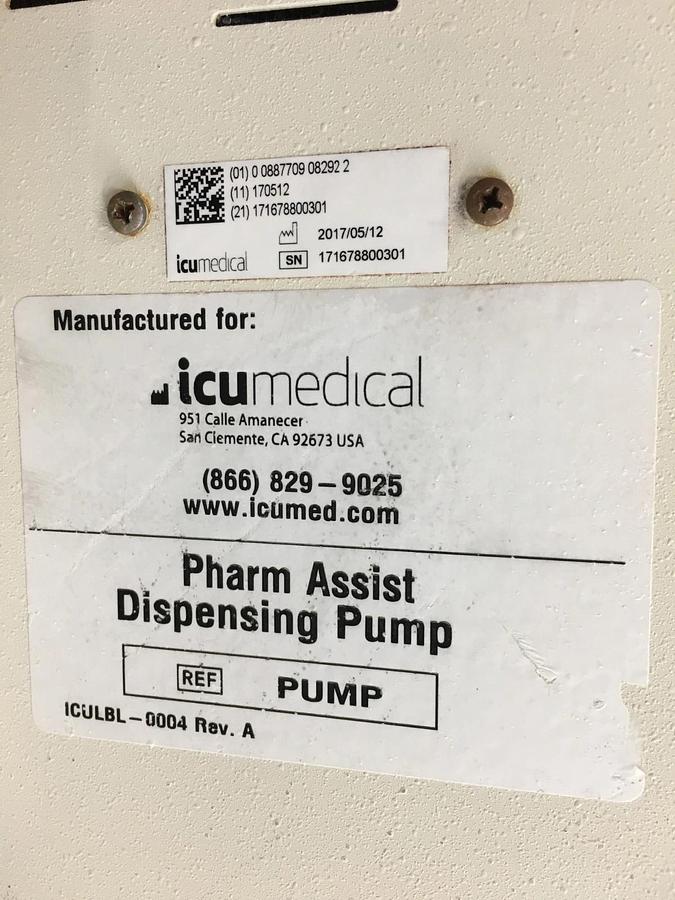 (01) 0 0887709 08292 2
(11) 170512
(21) 171678800301
2017/05/12
icumedical SN 171678800301
Manufactured for:
icumedical
951 Calle Amanecer
San Clemente, CA 92673 USA
(866) 829-9025
www.icumed.com
Pharm Assist
Dispensing Pump
REF PUMP
ICULBL-0004 Rev. A